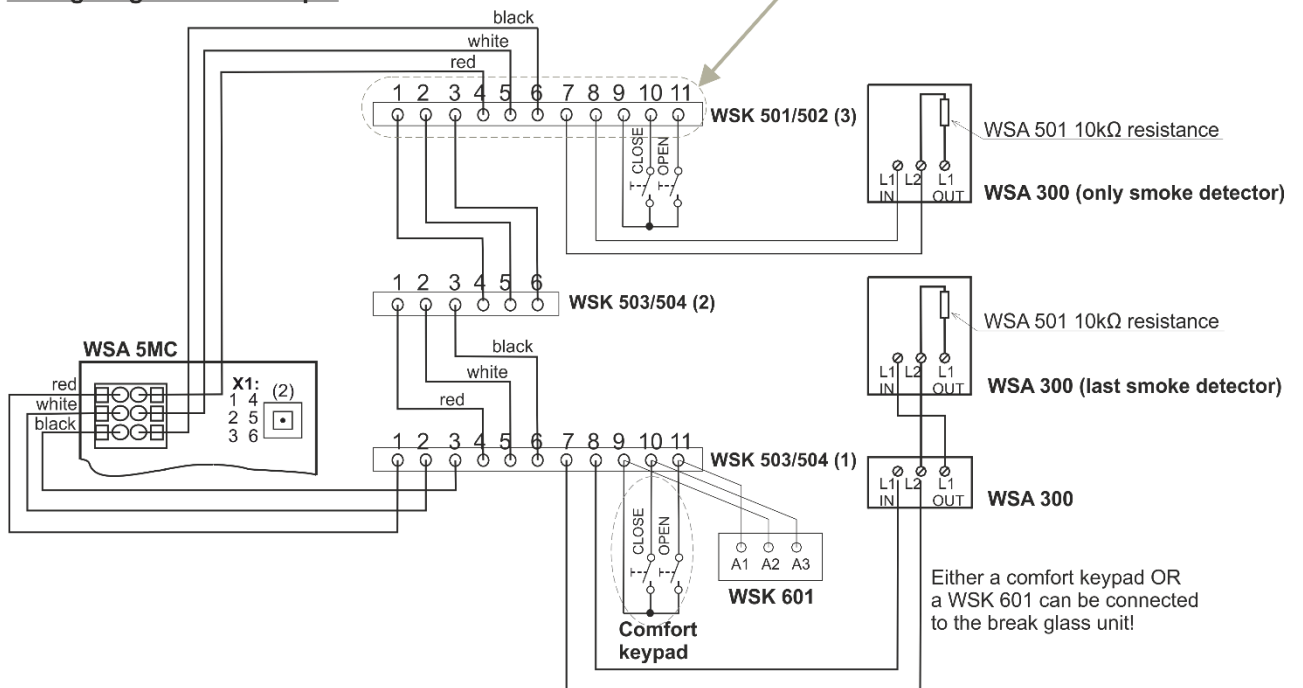 black
white
red
1 2 3 4 5 6 7 8 9 10 11
WSK 501/502 (3)
CLOSE
OPEN
WSA 501 10kΩ resistance
L1 L2 L1
IN OUT
WSA 300 (only smoke detector)
1 2 3 4 5 6
WSK 503/504 (2)
WSA 501 10kΩ resistance
L1 L2 L1
IN OUT
WSA 300 (last smoke detector)
WSA 5MC
red
white
black
X1: (2)
1 4
2 5
3 6
black
white
red
1 2 3 4 5 6 7 8 9 10 11
WSK 503/504 (1)
L1 L2 L1
IN OUT
WSA 300
CLOSE
OPEN
A1 A2 A3
WSK 601
Comfort
keypad
Either a comfort keypad OR
a WSK 601 can be connected
to the break glass unit!